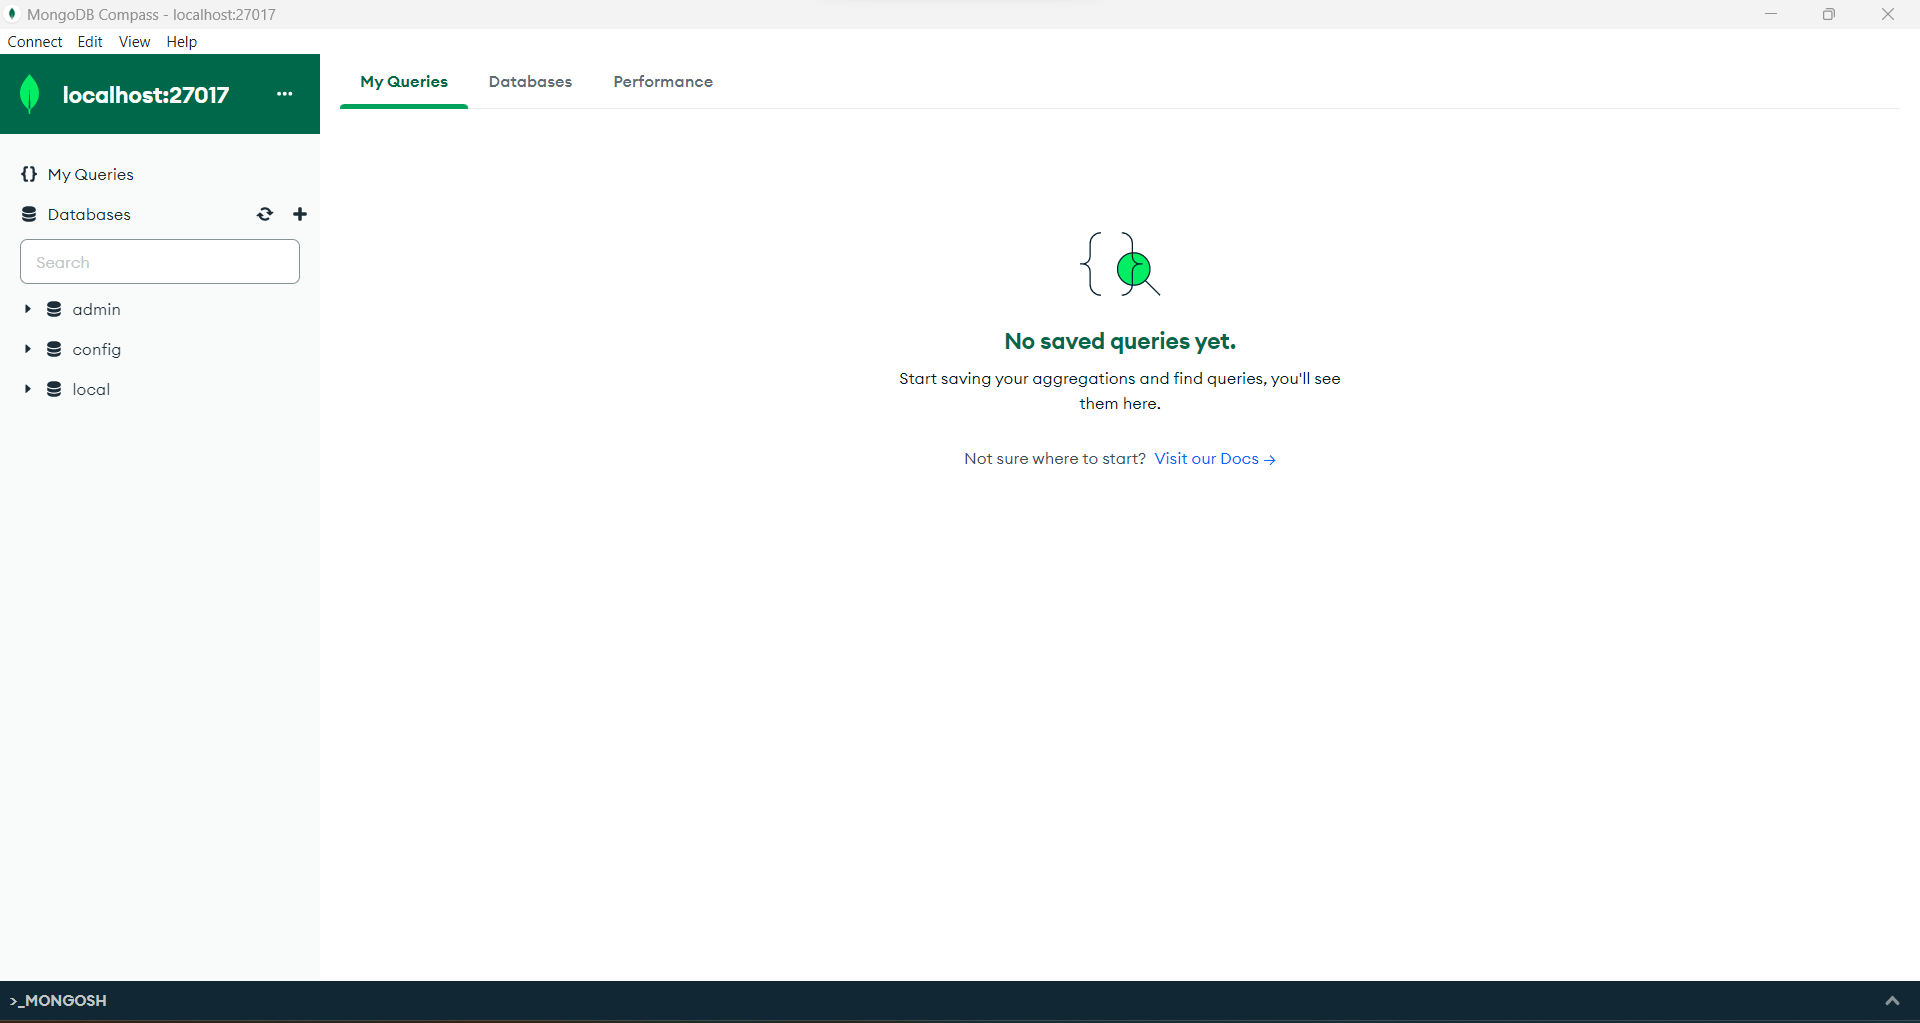 MongoDB Compass - localhost:27017
Connect Edit View Help
localhost:27017
My Queries Databases Performance
{} My Queries
Databases
Search
admin
config
local
No saved queries yet.
Start saving your aggregations and find queries, you'll see
them here.
Not sure where to start? Visit our Docs →
>_MONGOSH